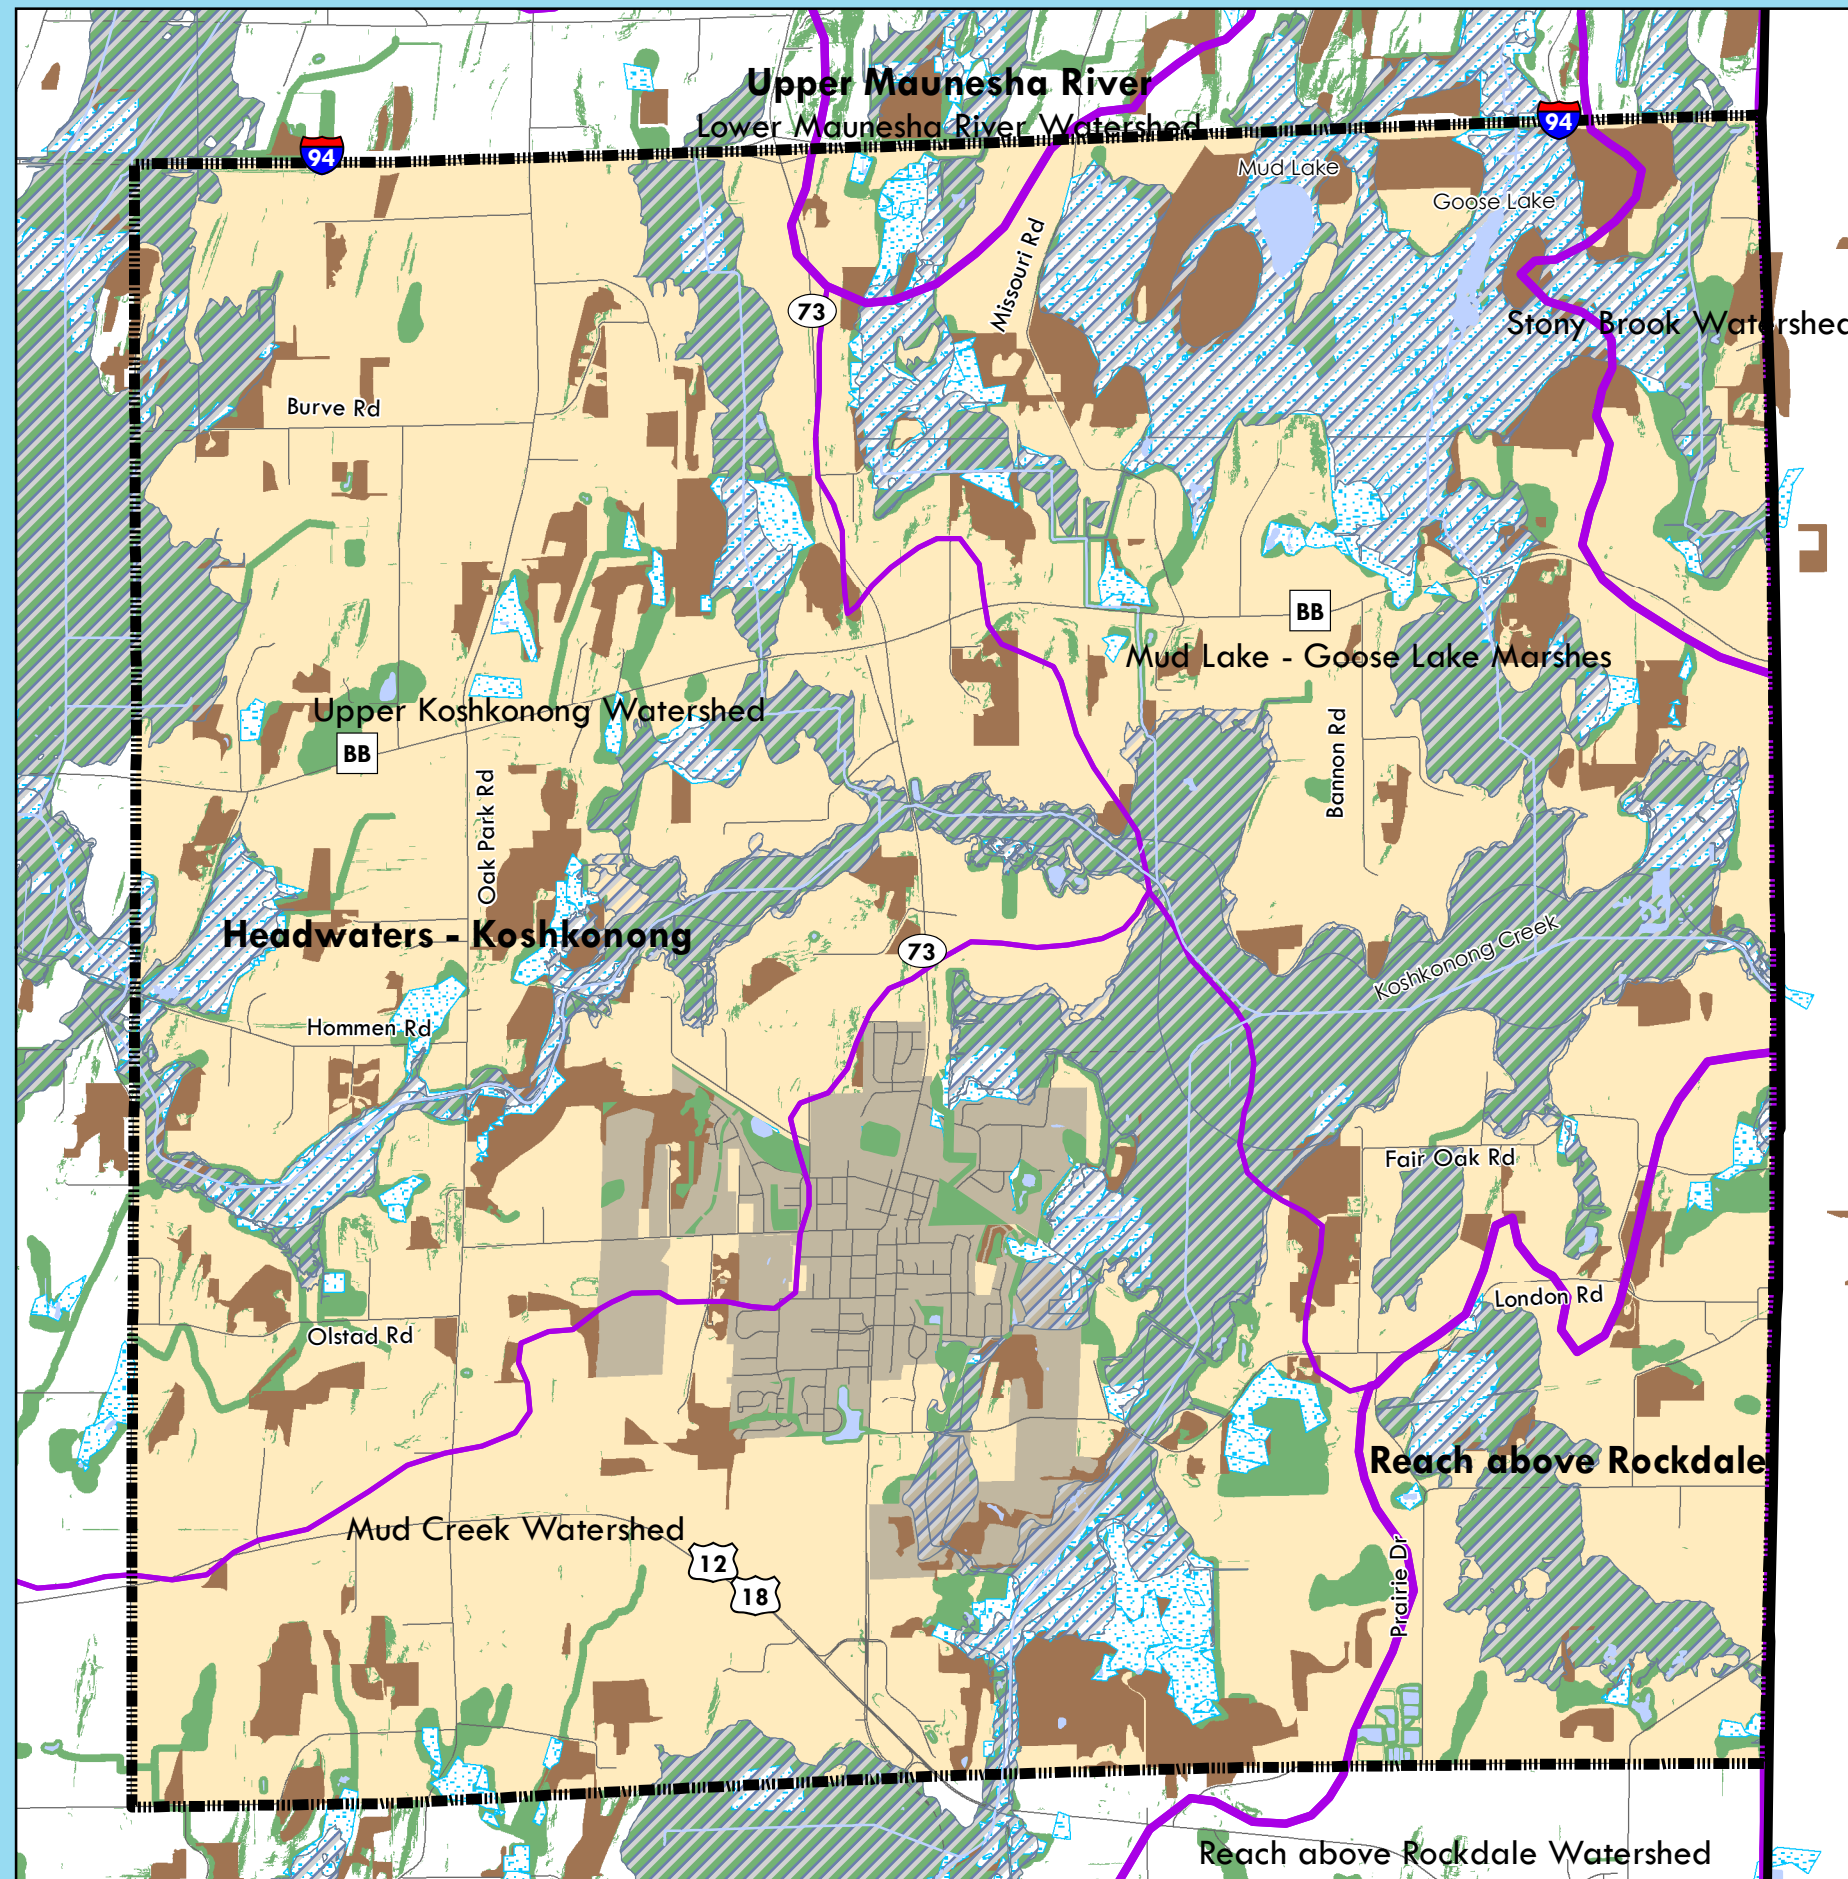 Upper Maunesha River
Lower Maunesha River Watershed
94
94
Mud Lake
Goose Lake
Missouri Rd
73
Stony Brook Watershed
Burve Rd
BB
Mud Lake - Goose Lake Marshes
Upper Koshkonong Watershed
BB
Bannon Rd
Oak Park Rd
Headwaters - Koshkonong
73
Koshkonong Creek
Hommen Rd
Fair Oak Rd
London Rd
Olstad Rd
Reach above Rockdale
Mud Creek Watershed
12
18
Prairie Dr
Reach above Rockdale Watershed